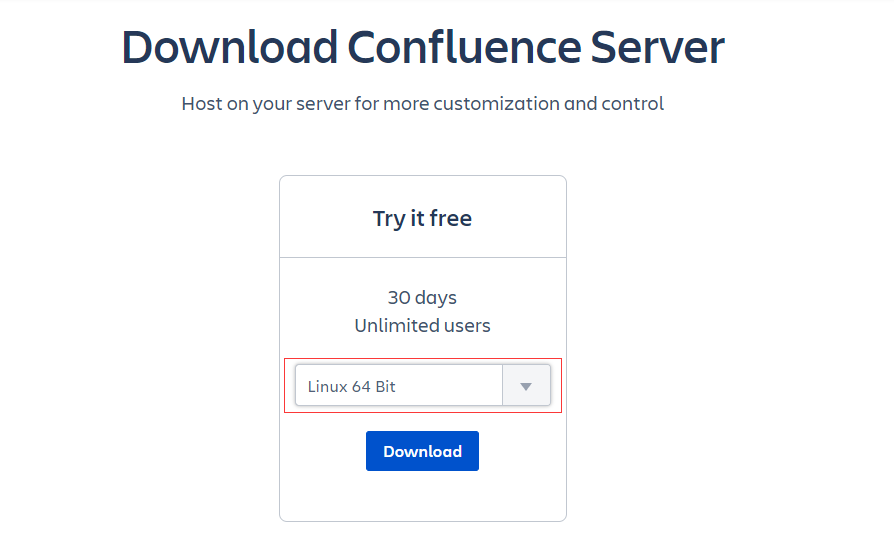 Download Confluence Server
Host on your server for more customization and control
Try it free
30 days
Unlimited users
Linux 64 Bit
Download